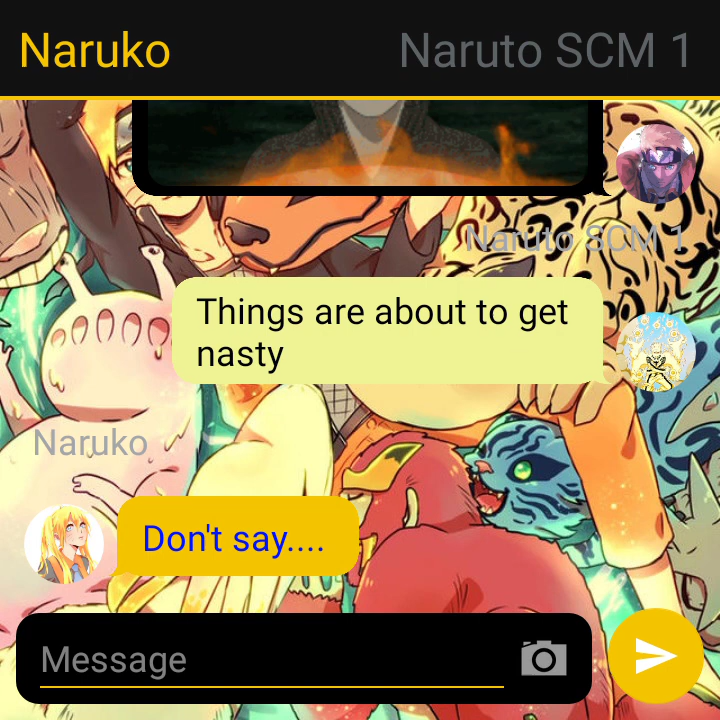 Naruko Naruto SCM 1
Naruto SCM 1
Things are about to get
nasty
Naruko
Don't say....
Message